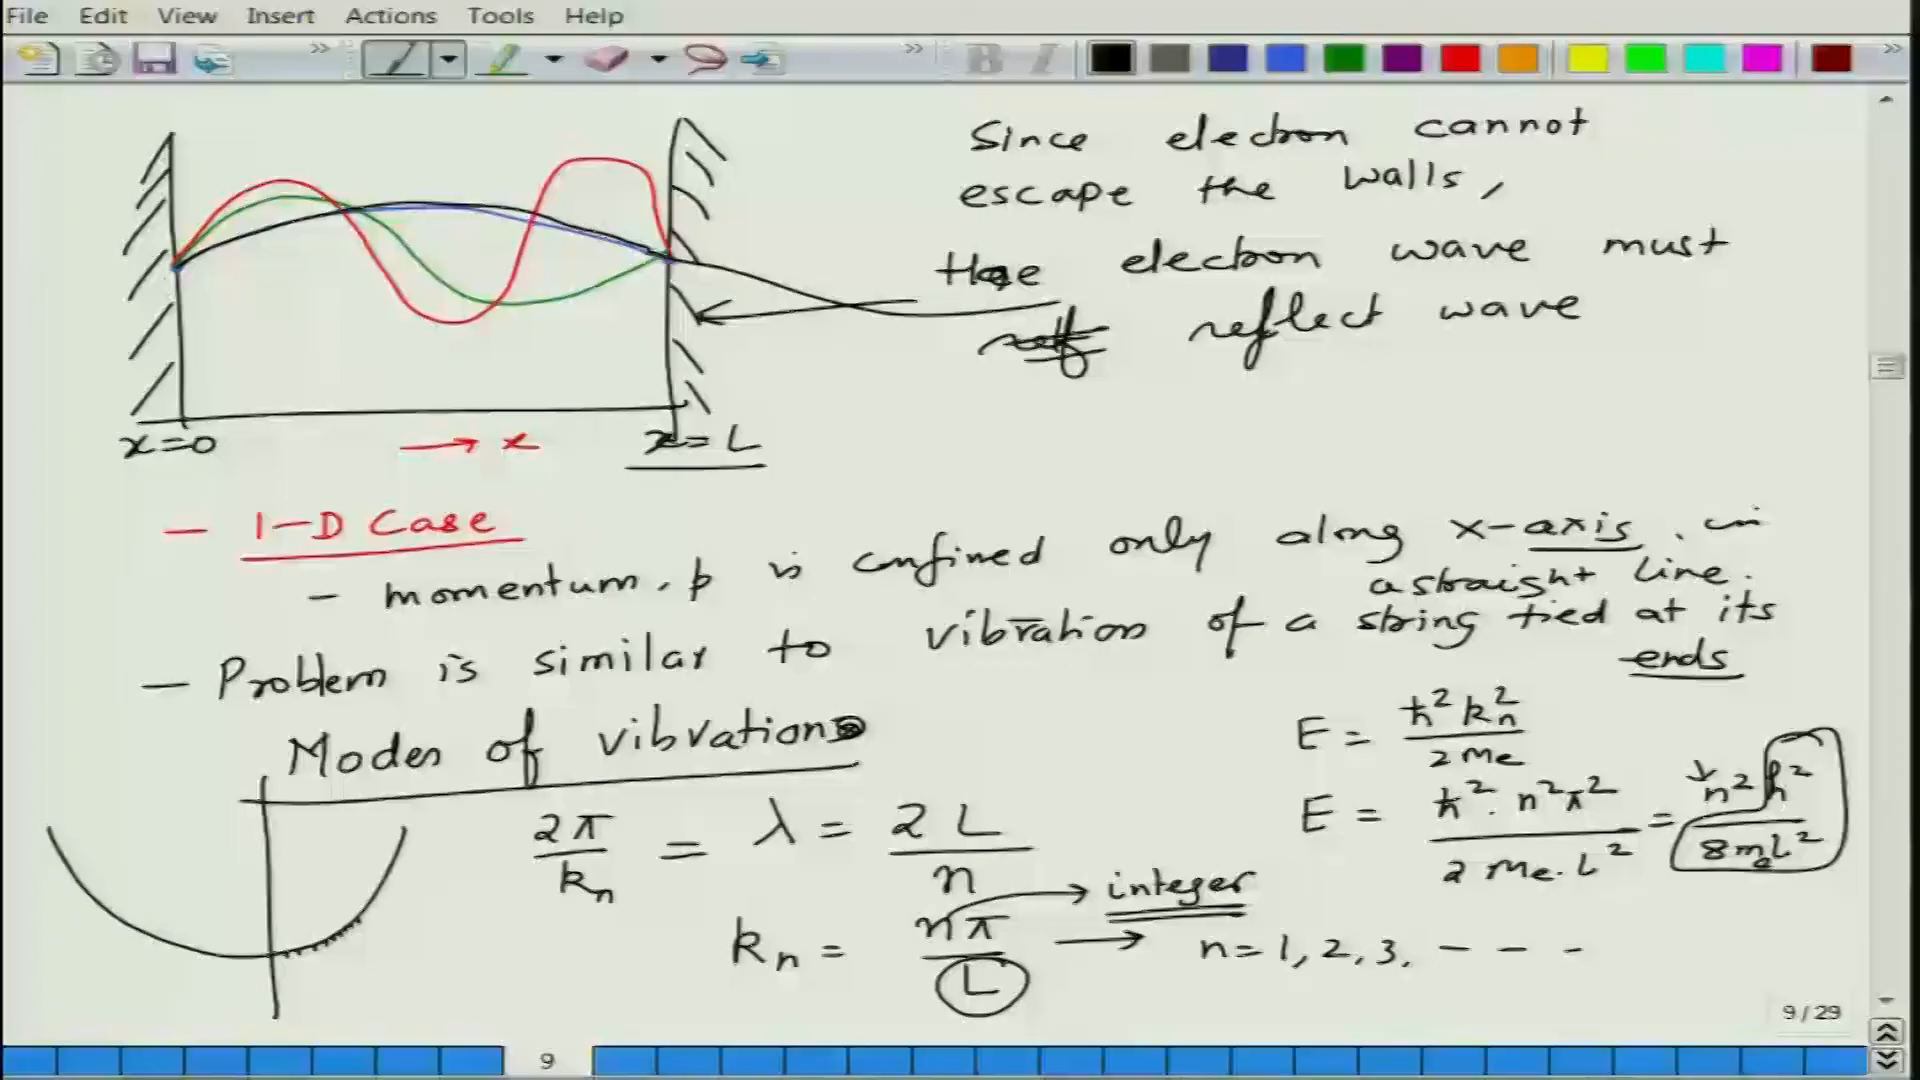 File Edit View Insert Actions Tools Help
B I
Since electron cannot
escape the walls,
the electron wave must
reflect wave
x=0 → x x=L
- 1-D Case
- momentum, p is confined only along x-axis. in
a straight line.
- Problem is similar to vibration of a string tied at its
ends
Modes of vibrations
E = ħ² kn² / 2me
E = ħ². n²π² / 2me.L² = n²h² / 8meL²
2π / kn = λ = 2L / n
→ integer
kn = nπ / L → n=1,2,3, - - -
9/29
9